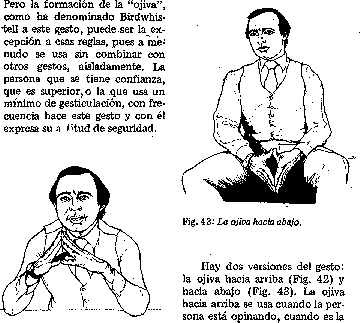 Pero la formación de la “ojiva”,
como ha denominado Birdwhis-
tell a este gesto, puede ser la ex-
cepción a esas reglas, pues a me-
nudo se usa sin combinar con
otros gestos, aisladamente. La
persona que se tiene confianza,
que es superior, o la que usa un
mínimo de gesticulación, con fre-
cuencia hace este gesto y con él
expresa su a titud de seguridad.
Fig. 43: La ojiva hacia abajo.
Hay dos versiones del gesto:
la ojiva hacia arriba (Fig. 42) y
hacia abajo (Fig. 43). La ojiva
hacia arriba se usa cuando la per-
sona está opinando, cuando es la